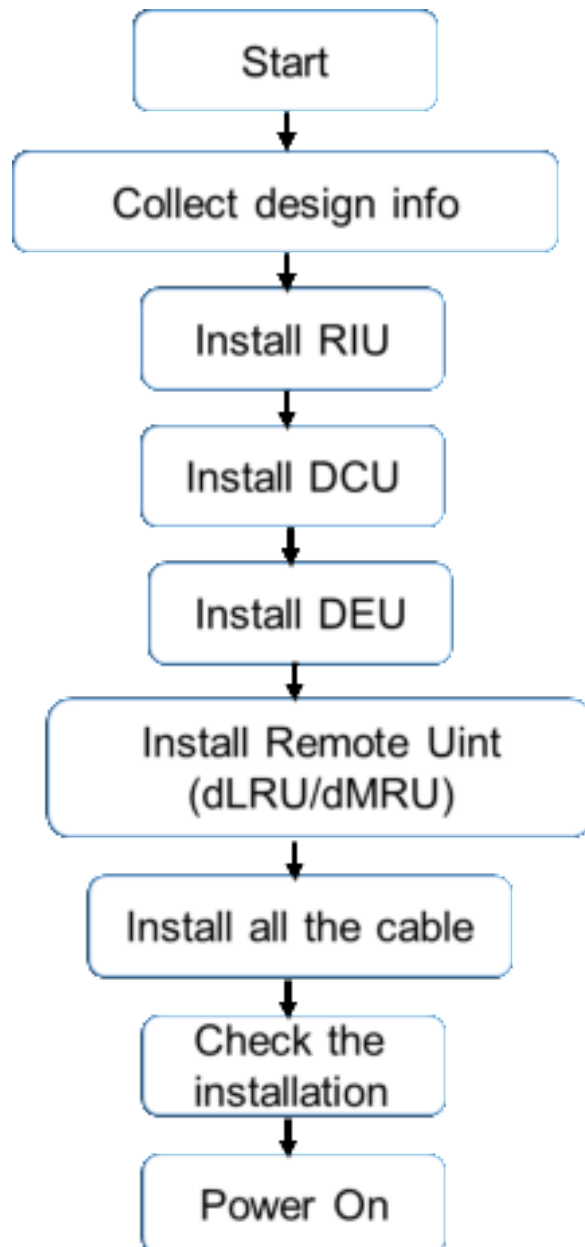 Start
Collect design info
Install RIU
Install DCU
Install DEU
Install Remote Uint
(dLRU/dMRU)
Install all the cable
Check the
installation
Power On